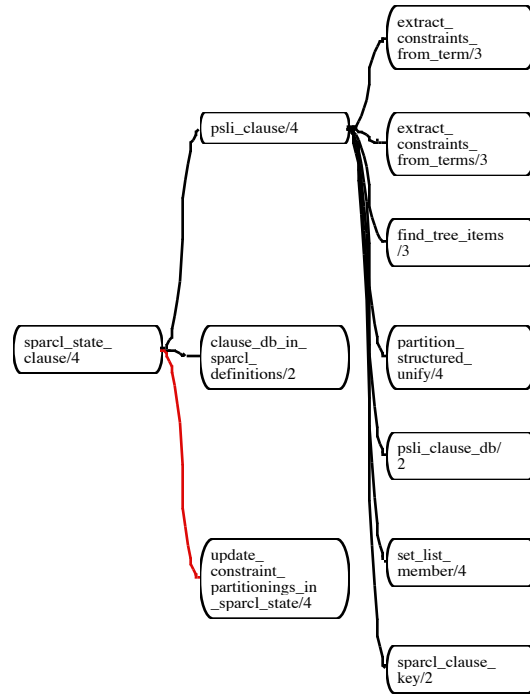 extract_
constraints_
from_term/3
psli_clause/4
extract_
constraints_
from_terms/3
find_tree_items
/3
sparcl_state_
clause/4
clause_db_in_
sparcl_
definitions/2
partition_
structured_
unify/4
psli_clause_db/
2
update_
constraint_
partitionings_in
_sparcl_state/4
set_list_
member/4
sparcl_clause_
key/2